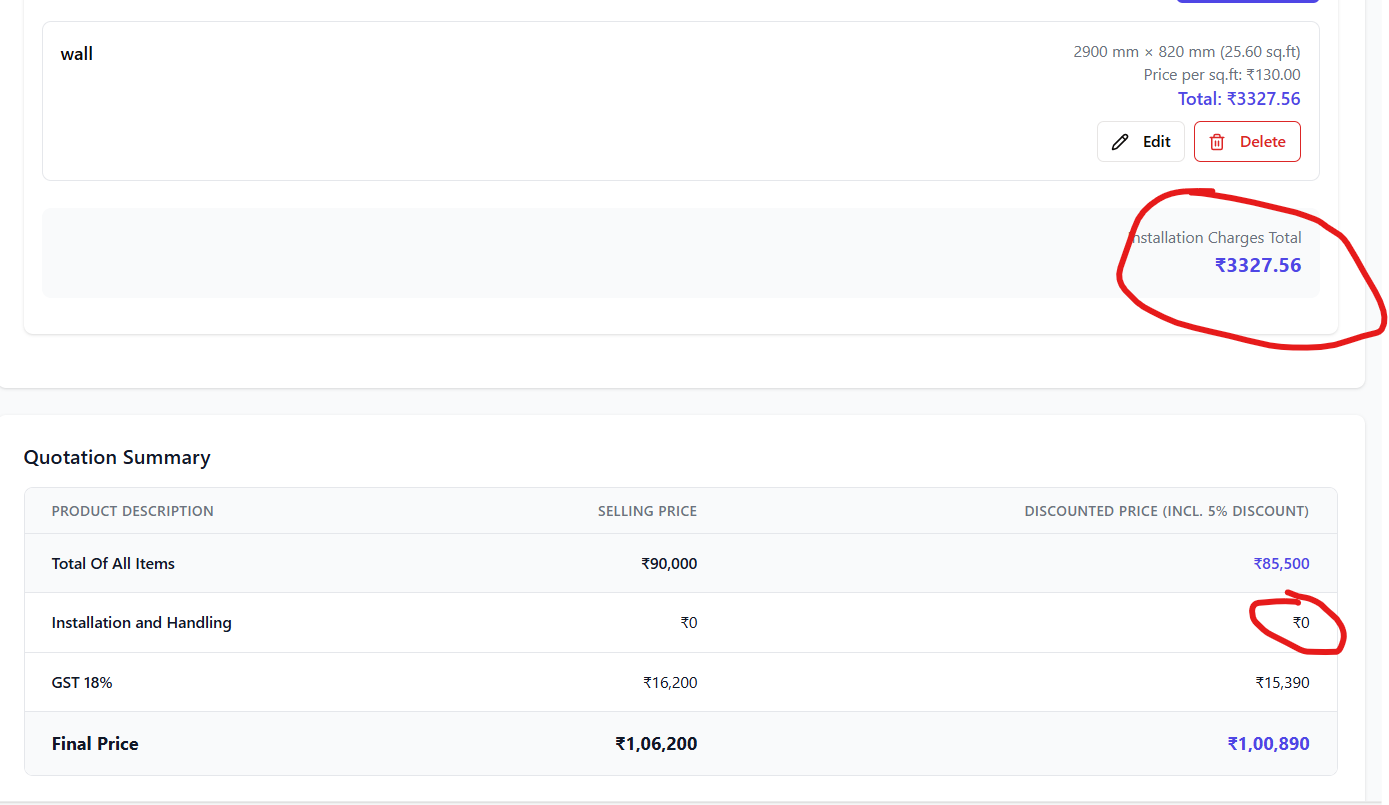 wall
2900 mm × 820 mm (25.60 sq.ft)
Price per sq.ft: ₹130.00
Total: ₹3327.56
Edit
Delete
Installation Charges Total
₹3327.56
Quotation Summary
PRODUCT DESCRIPTION SELLING PRICE DISCOUNTED PRICE (INCL. 5% DISCOUNT)
Total Of All Items ₹90,000 ₹85,500
Installation and Handling ₹0 ₹0
GST 18% ₹16,200 ₹15,390
Final Price ₹1,06,200 ₹1,00,890